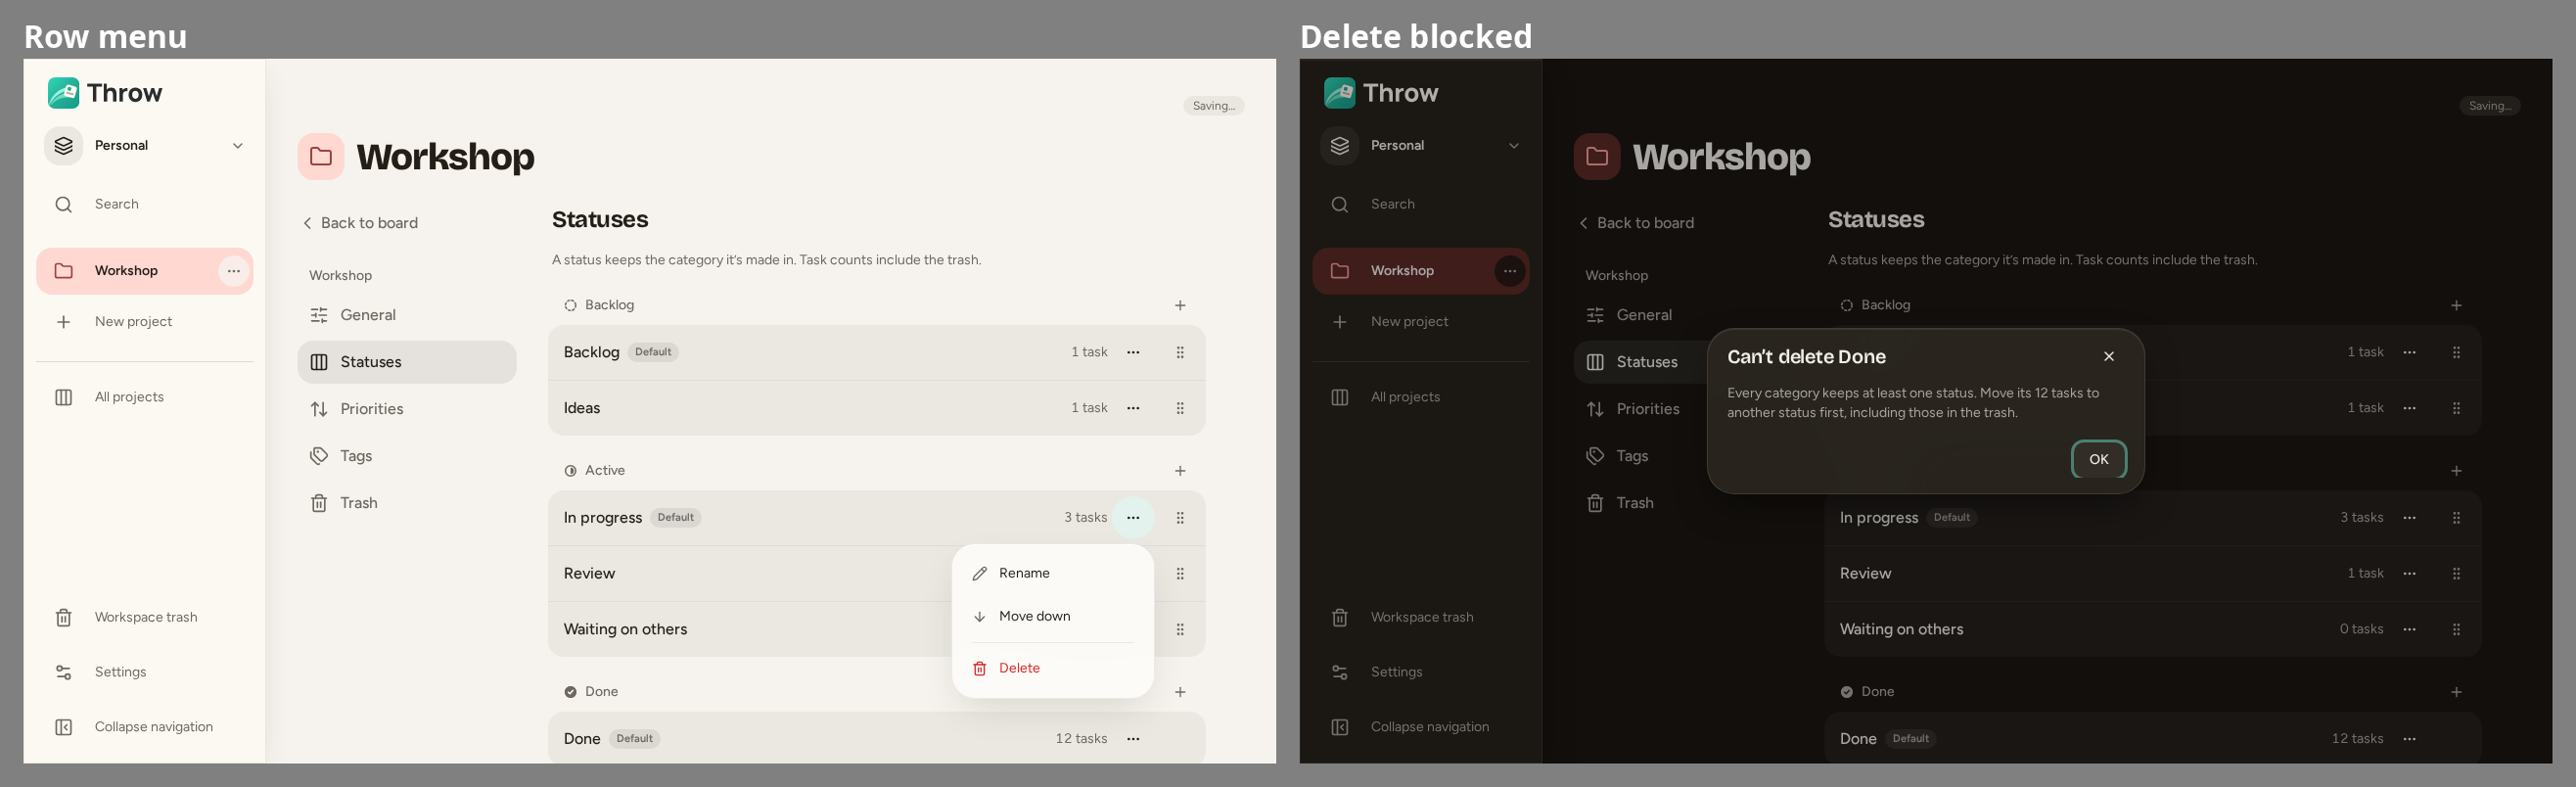 Row menu
Throw
Saving...
Personal
Workshop
Search
Back to board
Statuses
A status keeps the category it's made in. Task counts include the trash.
Workshop
Workshop
New project
General
Statuses
Priorities
Tags
Trash
All projects
Backlog
Backlog Default 1 task
Ideas 1 task
Active
In progress Default 3 tasks
Review
Waiting on others
Rename
Move down
Delete
Done
Done Default 12 tasks
Workspace trash
Settings
Collapse navigation
Delete blocked
Throw
Saving...
Personal
Workshop
Search
Back to board
Statuses
A status keeps the category it's made in. Task counts include the trash.
Workshop
Workshop
New project
General
Statuses
Priorities
Tags
Trash
All projects
Backlog
1 task
1 task
Can't delete Done
Every category keeps at least one status. Move its 12 tasks to
another status first, including those in the trash.
OK
In progress Default 3 tasks
Review 1 task
Waiting on others 0 tasks
Done
Done Default 12 tasks
Workspace trash
Settings
Collapse navigation